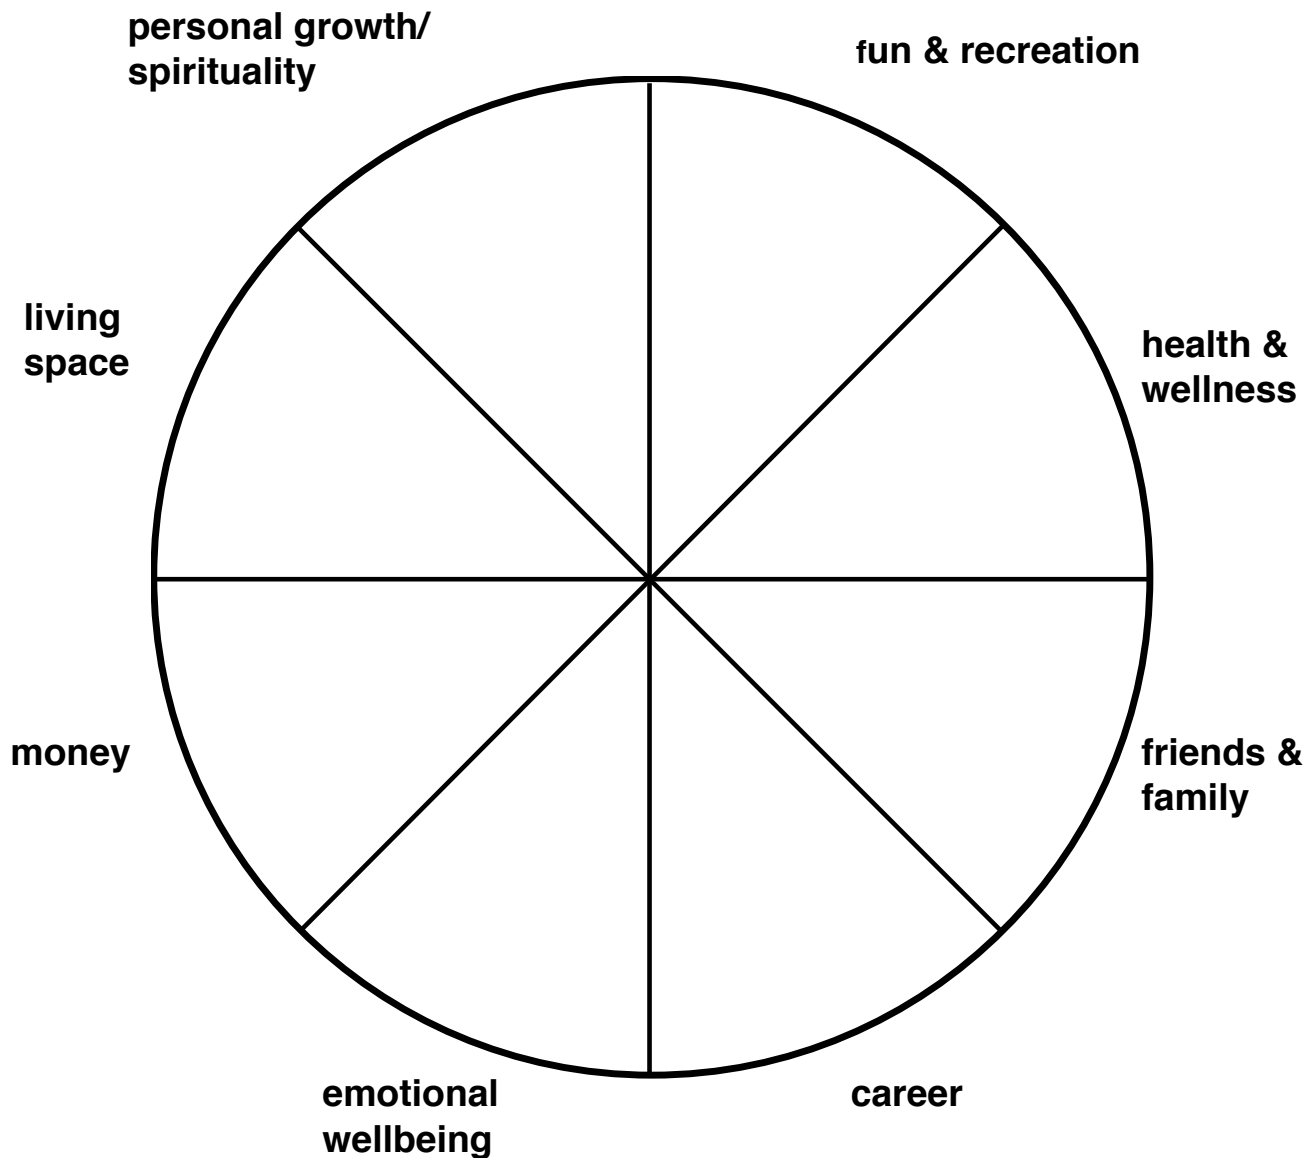 personal growth/
spirituality
fun & recreation
living
space
health &
wellness
money
friends &
family
emotional
wellbeing
career